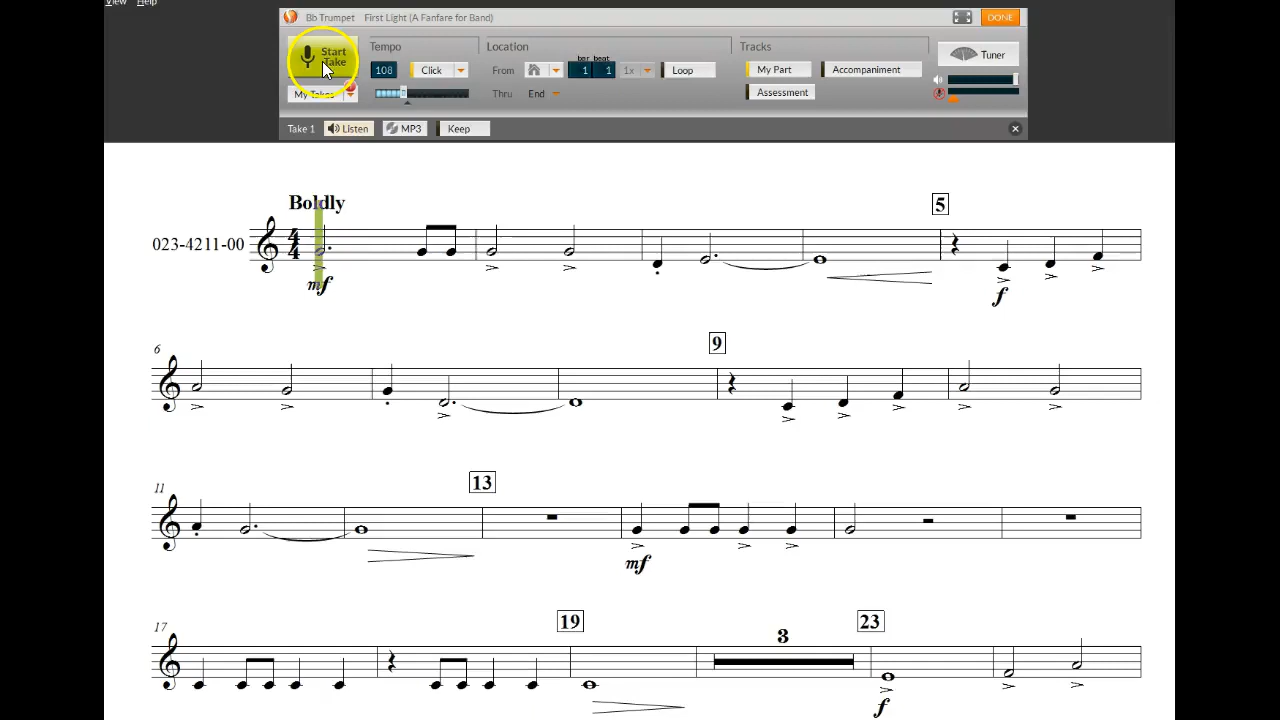 View Help
Bb Trumpet First Light (A Fanfare for Band) DONE
Start Take
Tempo Location Tracks Tuner
bar beat
108 Click From 1 1 1x Loop My Part Accompaniment
My Takes Thru End Assessment
Take 1 Listen MP3 Keep
Boldly
5
023-4211-00
mf f
6
9
11
13
mf
17
19
3
23
f